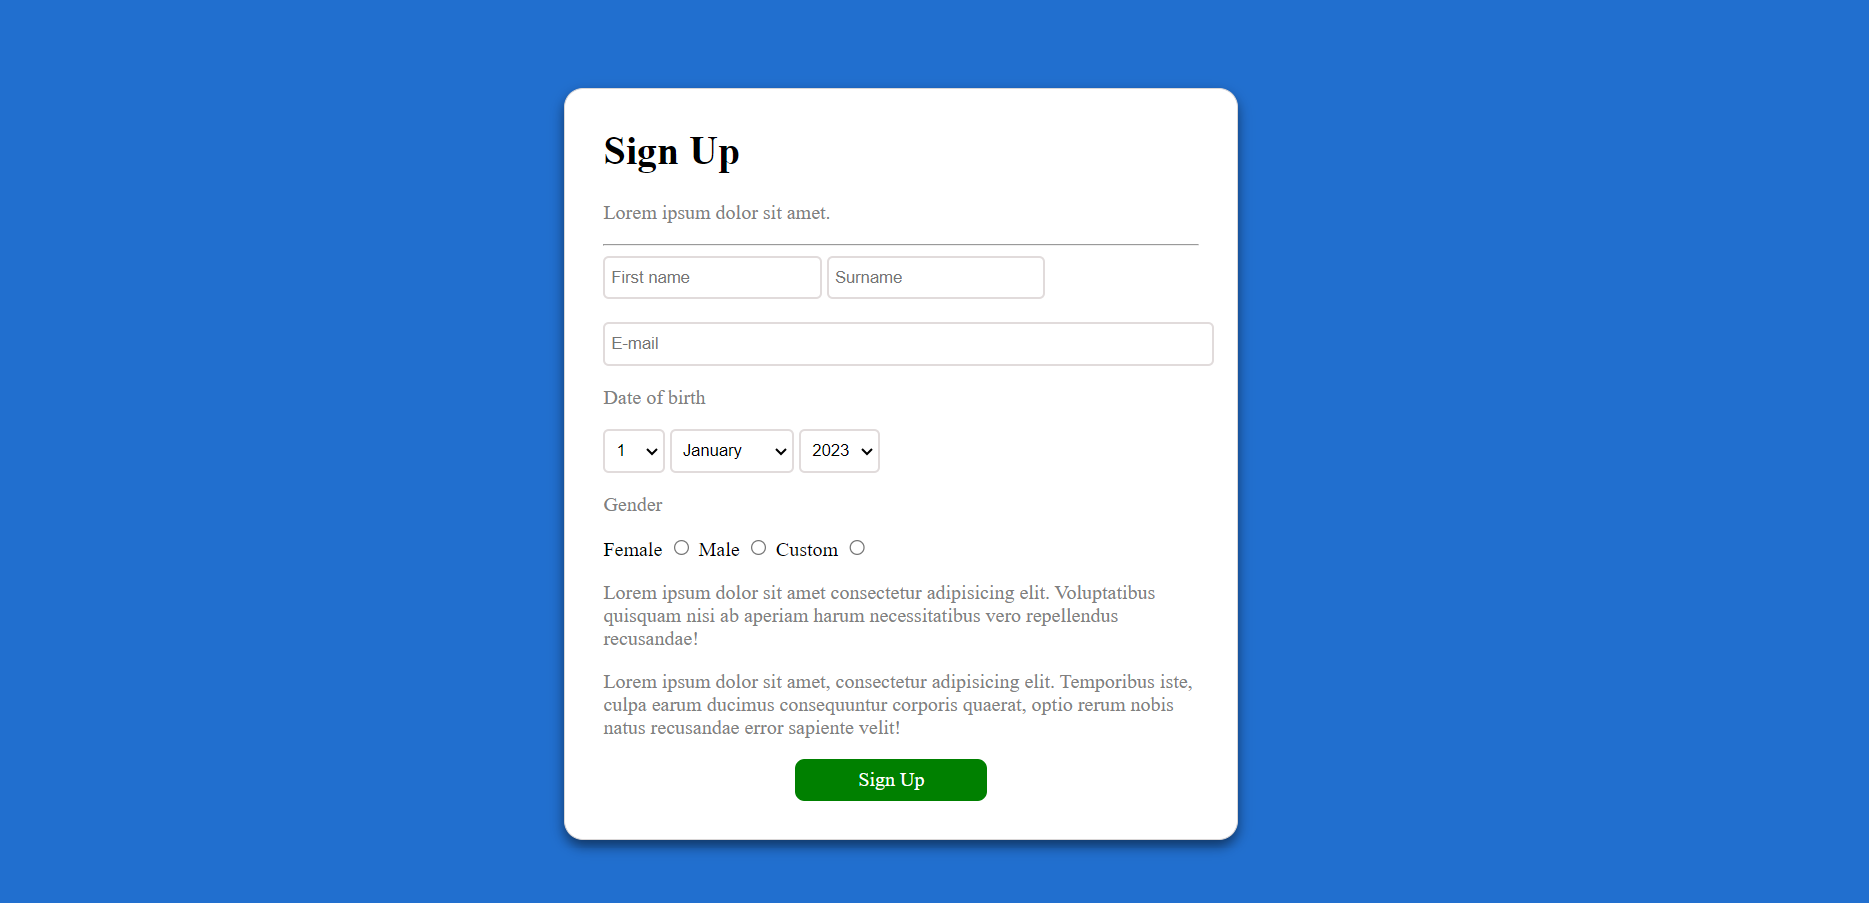 Sign Up
Lorem ipsum dolor sit amet.
First name Surname
E-mail
Date of birth
1 January 2023
Gender
Female Male Custom
Lorem ipsum dolor sit amet consectetur adipisicing elit. Voluptatibus
quisquam nisi ab aperiam harum necessitatibus vero repellendus
recusandae!
Lorem ipsum dolor sit amet, consectetur adipisicing elit. Temporibus iste,
culpa earum ducimus consequuntur corporis quaerat, optio rerum nobis
natus recusandae error sapiente velit!
Sign Up